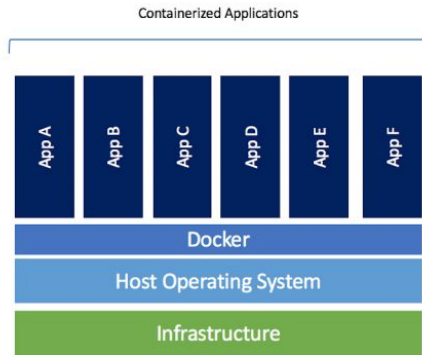 Containerized Applications
App A
App B
App C
App D
App E
App F
Docker
Host Operating System
Infrastructure